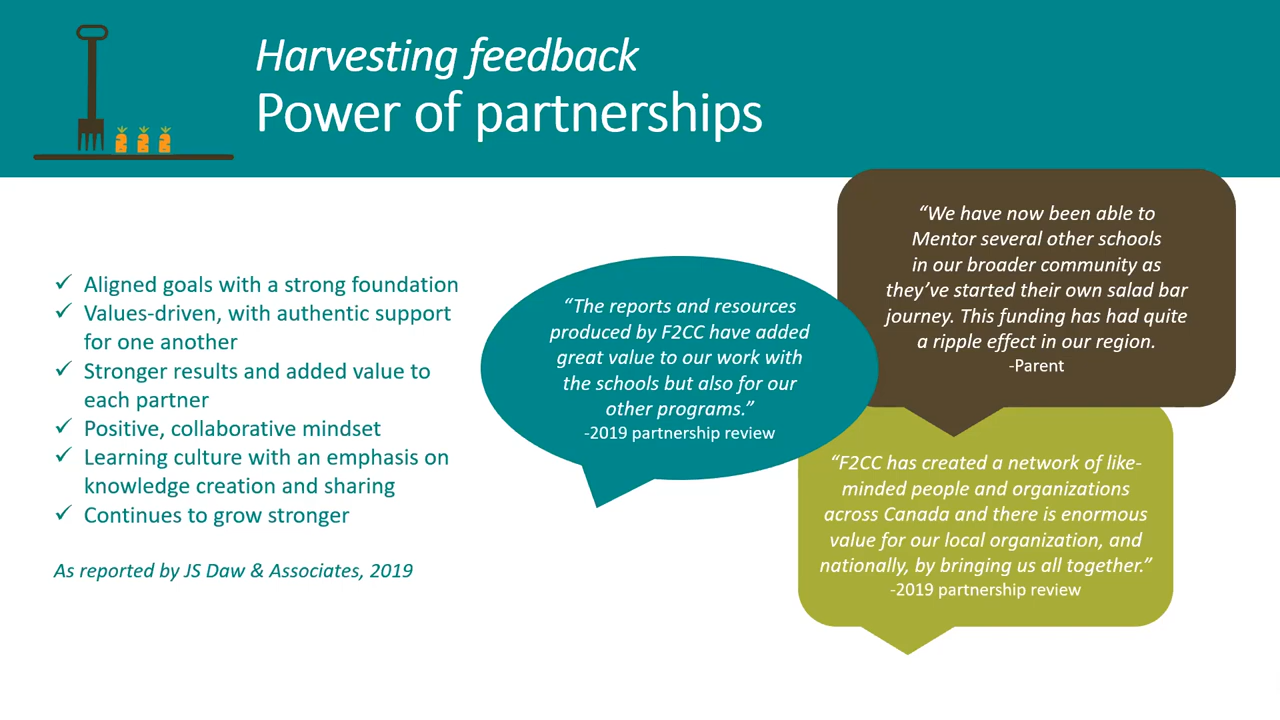 Harvesting feedback
Power of partnerships
✓ Aligned goals with a strong foundation
✓ Values-driven, with authentic support
for one another
✓ Stronger results and added value to
each partner
✓ Positive, collaborative mindset
✓ Learning culture with an emphasis on
knowledge creation and sharing
✓ Continues to grow stronger
As reported by JS Daw & Associates, 2019
“The reports and resources
produced by F2CC have added
great value to our work with
the schools but also for our
other programs.”
-2019 partnership review
“We have now been able to
Mentor several other schools
in our broader community as
they’ve started their own salad bar
journey. This funding has had quite
a ripple effect in our region.
-Parent
“F2CC has created a network of like-
minded people and organizations
across Canada and there is enormous
value for our local organization, and
nationally, by bringing us all together.”
-2019 partnership review